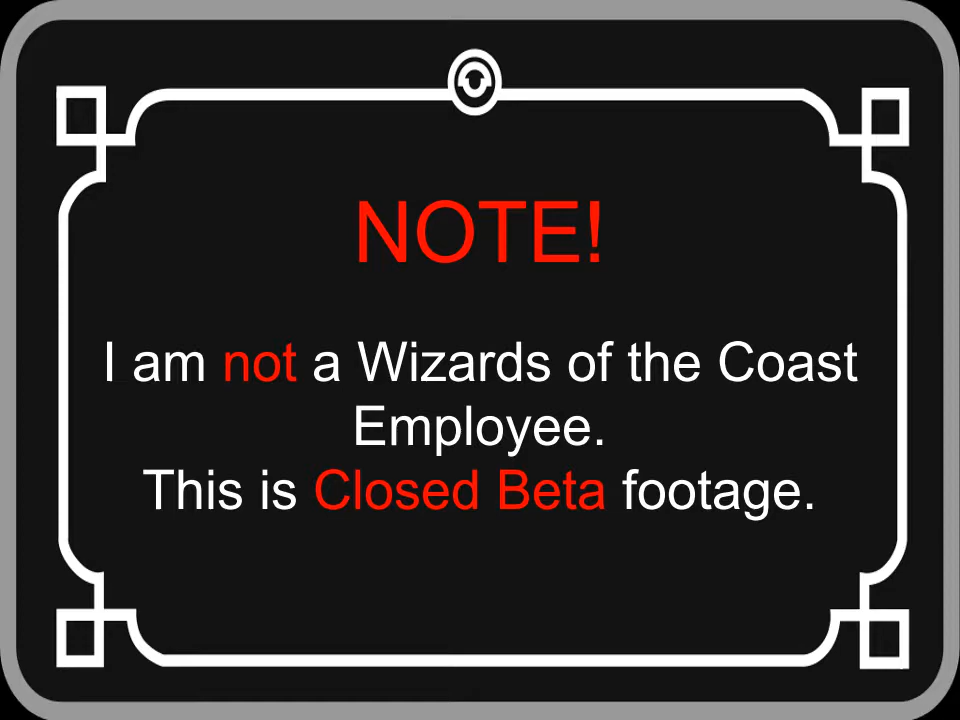 NOTE!
I am not a Wizards of the Coast
Employee.
This is Closed Beta footage.